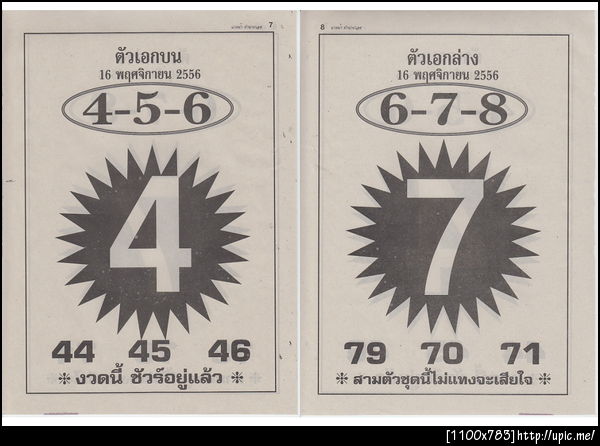 7
ตัวเอกบน
16 พฤศจิกายน 2556
4-5-6
4
44 45 46
❊ งวดนี้ ชัวร์อยู่แล้ว ❊
8
ตัวเอกล่าง
16 พฤศจิกายน 2556
6-7-8
7
79 70 71
❊ สามตัวชุดนี้ไม่แทงจะเสียใจ ❊
[1100x783]http://upic.me/